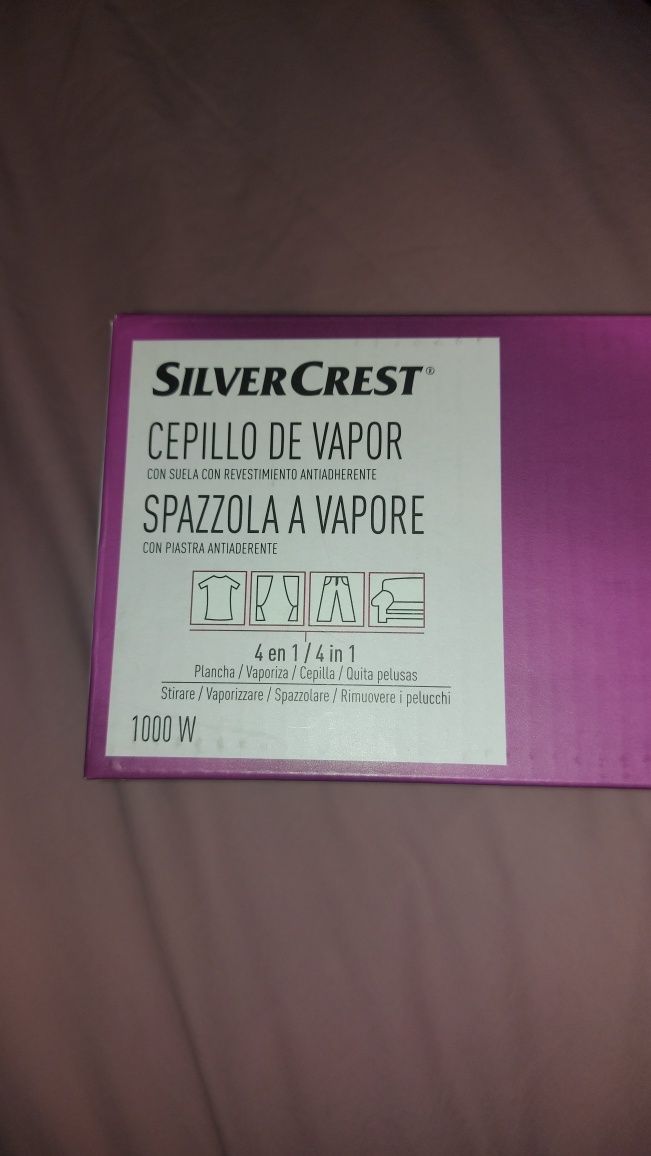 SILVERCREST®
CEPILLO DE VAPOR
CON SUELA CON REVESTIMIENTO ANTIADHERENTE
SPAZZOLA A VAPORE
CON PIASTRA ANTIADERENTE
4 en 1 / 4 in 1
Plancha / Vaporiza / Cepilla / Quita pelusas
Stirare / Vaporizzare / Spazzolare / Rimuovere i pelucchi
1000 W